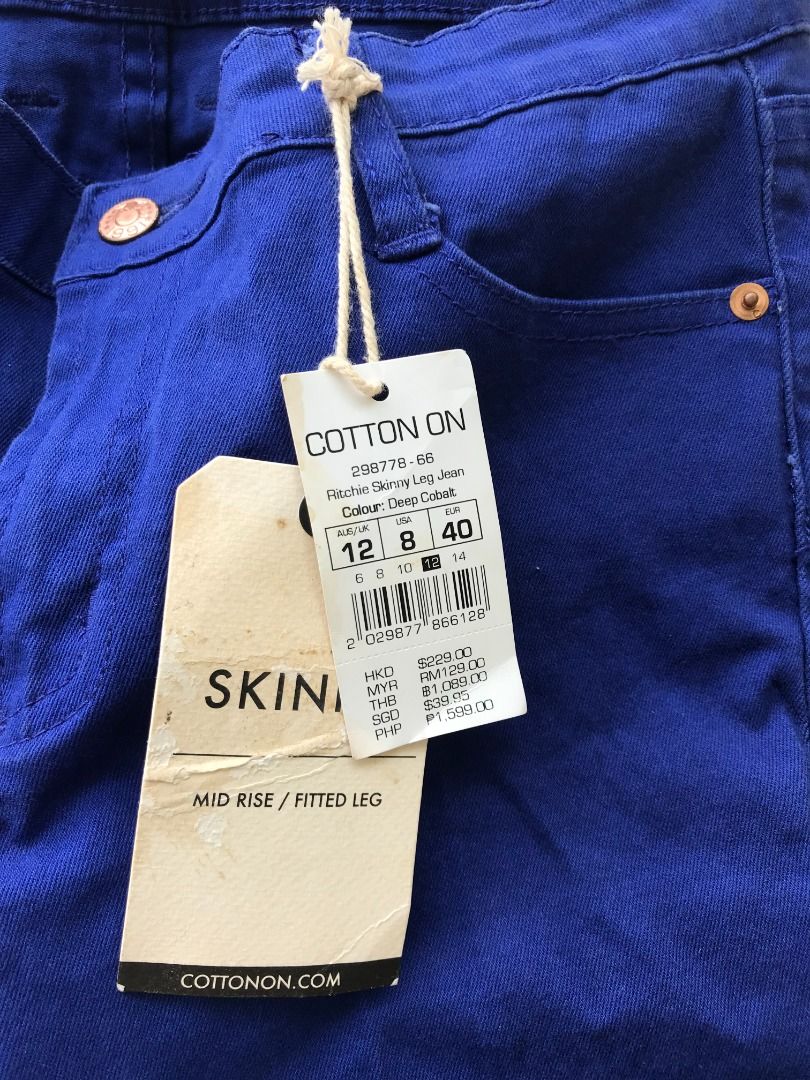 1991
COTTON ON
298778-66
Ritchie Skinny Leg Jean
Colour: Deep Cobalt
AUS/UK USA EUR
12 8 40
6 8 10 12 14
2 029877 866128
HKD $229.00
MYR RM129.00
THB ฿1,089.00
SGD $39.95
PHP ₱1,599.00
SKIN
MID RISE / FITTED LEG
COTTONON.COM